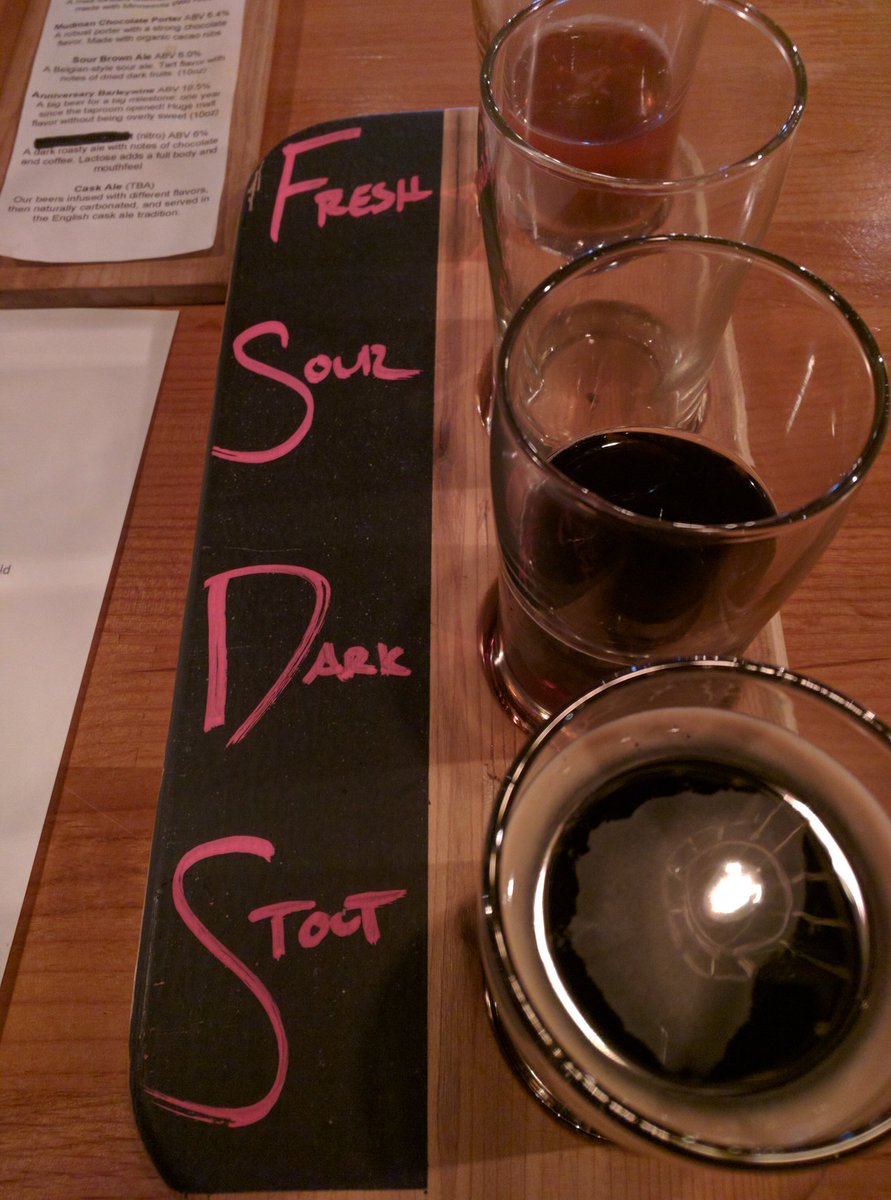 made with Minnesota
Mudman Chocolate Porter ABV 6.4%
A robust porter with a strong chocolate
flavor. Made with organic cacao nibs
Sour Brown Ale ABV 6.0%
A Belgian-style sour ale. Tart flavor with
notes of dried dark fruits (10oz)
Anniversary Barleywine ABV 10.5%
A big beer for a big milestone: one year
since the taproom opened! Huge malt
flavor without being overly sweet (10oz)
(nitro) ABV 6%
A dark roasty ale with notes of chocolate
and coffee. Lactose adds a full body and
mouthfeel
Cask Ale (TBA)
Our beers infused with different flavors,
then naturally carbonated, and served in
the English cask ale tradition.
FRESH
SOUR
DARK
STOUT